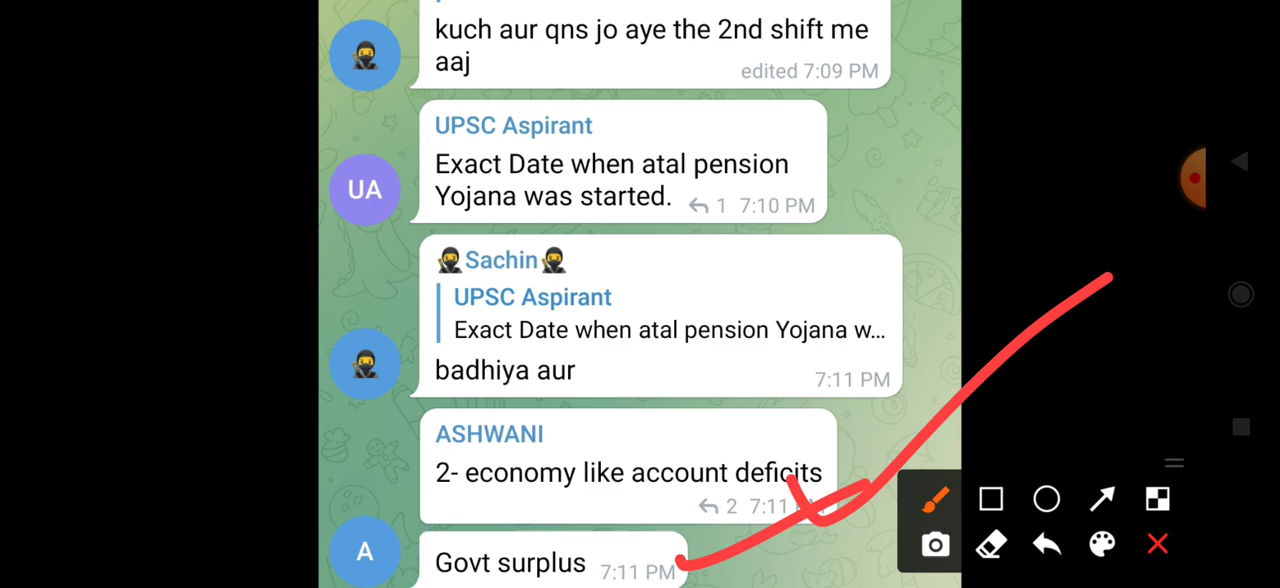 kuch aur qns jo aye the 2nd shift me
aaj
edited 7:09 PM
UPSC Aspirant
Exact Date when atal pension
Yojana was started.
1 7:10 PM
UA
🥷Sachin🥷
UPSC Aspirant
Exact Date when atal pension Yojana w...
badhiya aur
7:11 PM
ASHWANI
2- economy like account deficits
2 7:11
A
Govt surplus
7:11 PM